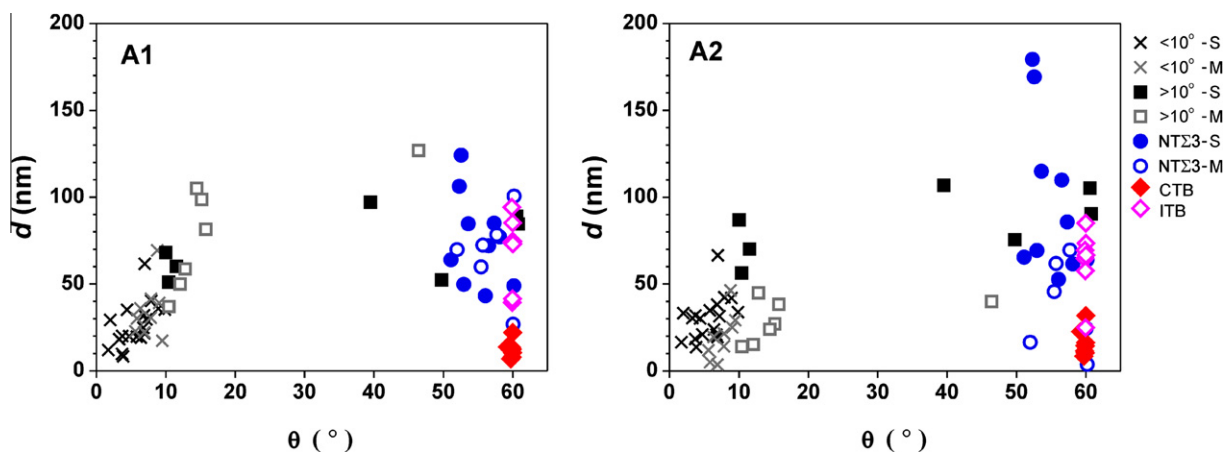 A1
200
150
100
50
0
d (nm)
0 10 20 30 40 50 60
θ ( ° )
A2
200
150
100
50
0
d (nm)
0 10 20 30 40 50 60
θ ( ° )
<10° -S
<10° -M
>10° -S
>10° -M
NTΣ3-S
NTΣ3-M
CTB
ITB